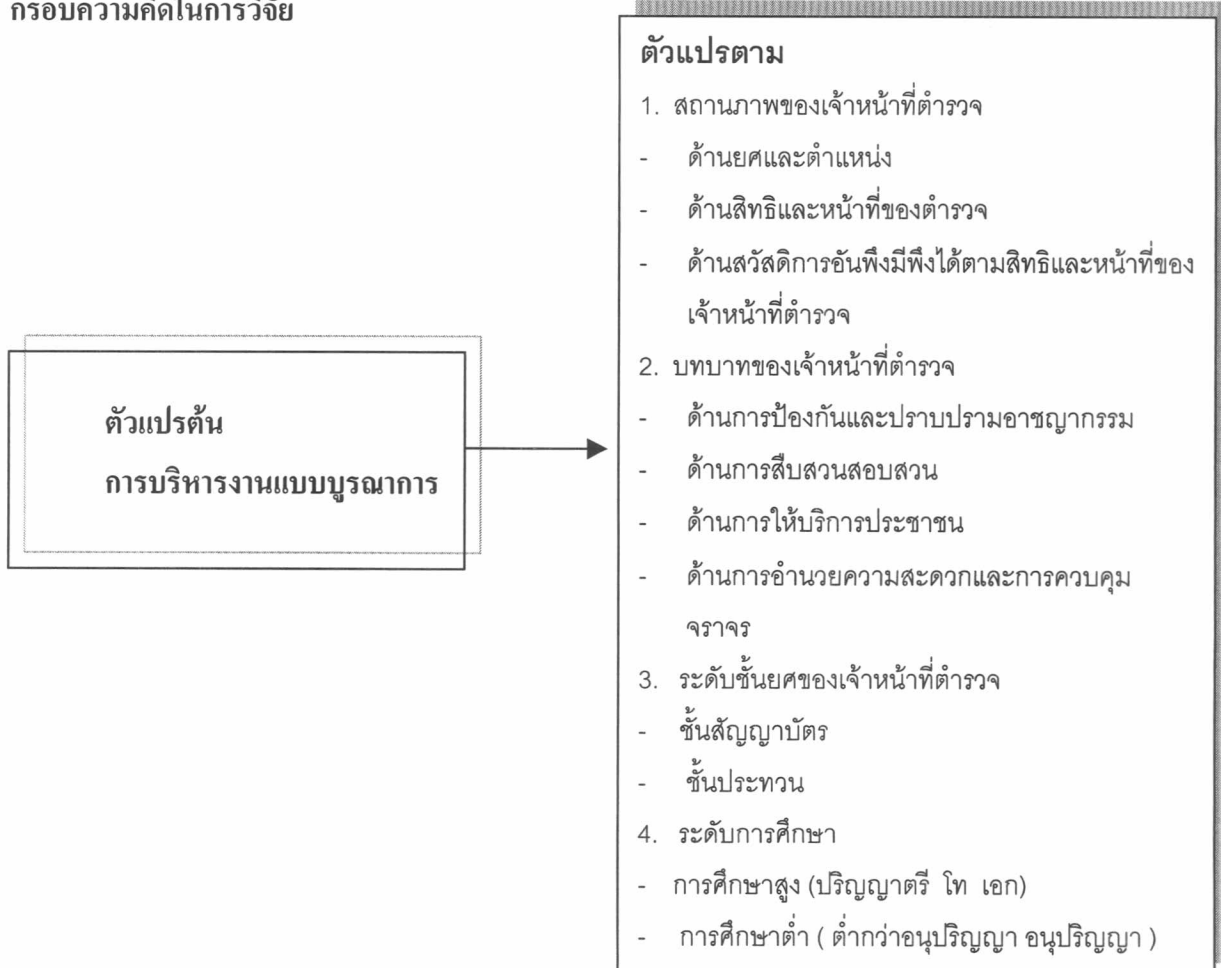 กรอบความคิดในการวิจัย
ตัวแปรต้น
การบริหารงานแบบบูรณาการ
ตัวแปรตาม
1. สถานภาพของเจ้าหน้าที่ตำรวจ
- ด้านยศและตำแหน่ง
- ด้านสิทธิและหน้าที่ของตำรวจ
- ด้านสวัสดิการอันพึงมีพึงได้ตามสิทธิและหน้าที่ของ
เจ้าหน้าที่ตำรวจ
2. บทบาทของเจ้าหน้าที่ตำรวจ
- ด้านการป้องกันและปราบปรามอาชญากรรม
- ด้านการสืบสวนสอบสวน
- ด้านการให้บริการประชาชน
- ด้านการอำนวยความสะดวกและการควบคุม
จราจร
3. ระดับชั้นยศของเจ้าหน้าที่ตำรวจ
- ชั้นสัญญาบัตร
- ชั้นประทวน
4. ระดับการศึกษา
- การศึกษาสูง (ปริญญาตรี โท เอก)
- การศึกษาต่ำ ( ต่ำกว่าอนุปริญญา อนุปริญญา )